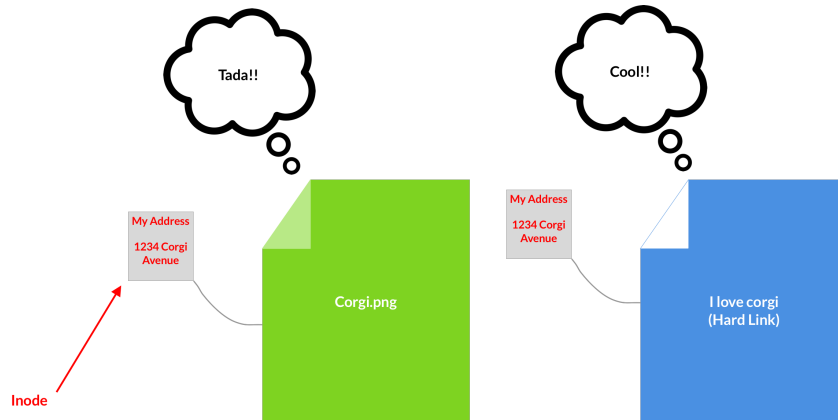 Tada!!
Cool!!
My Address
1234 Corgi
Avenue
My Address
1234 Corgi
Avenue
Corgi.png
I love corgi
(Hard Link)
Inode